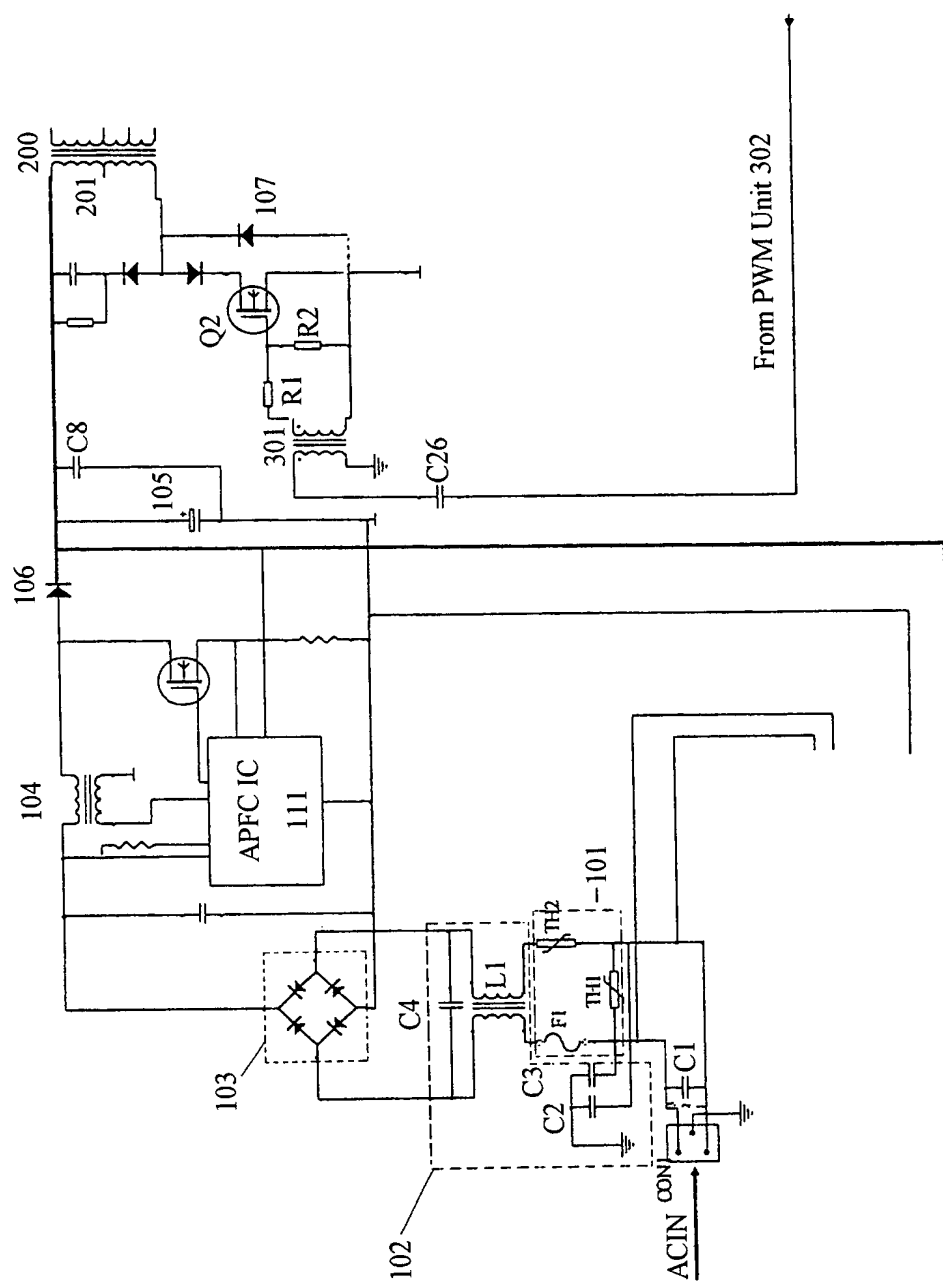 200
201
107
Q2
R1
R2
301
C8
105
+
C26
From PWM Unit 302
106
104
APFC IC
111
103
101
TH2
L1
C4
TH1
F1
C3
C2
C1
102
CON1
ACIN